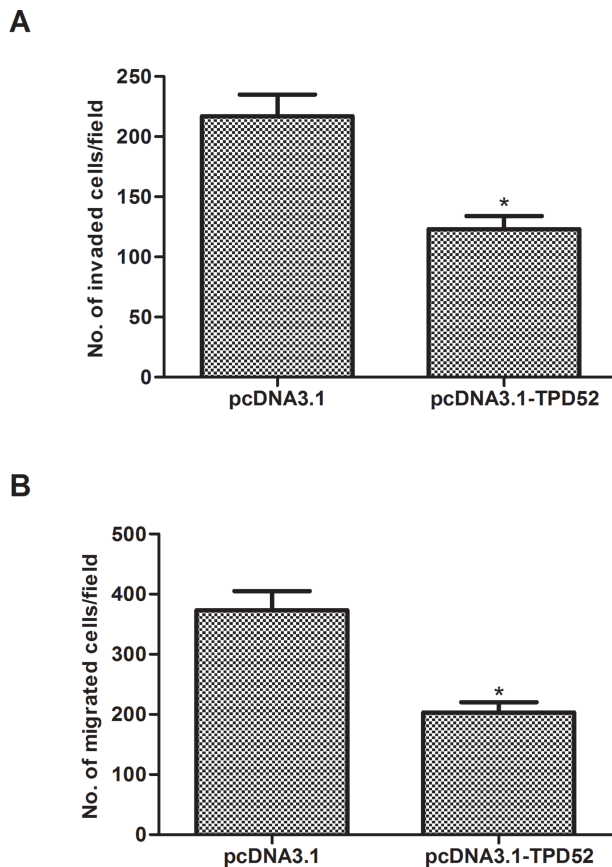 A
No. of invaded cells/field
250
200
150
100
50
0
*
pcDNA3.1
pcDNA3.1-TPD52
B
No. of migrated cells/field
500
400
300
200
100
0
*
pcDNA3.1
pcDNA3.1-TPD52